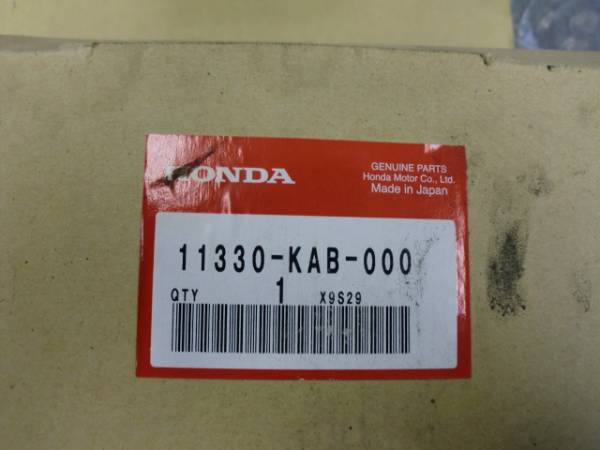 HONDA
GENUINE PARTS
Honda Motor Co., Ltd.
Made in Japan
11330-KAB-000
QTY 1 X9S29